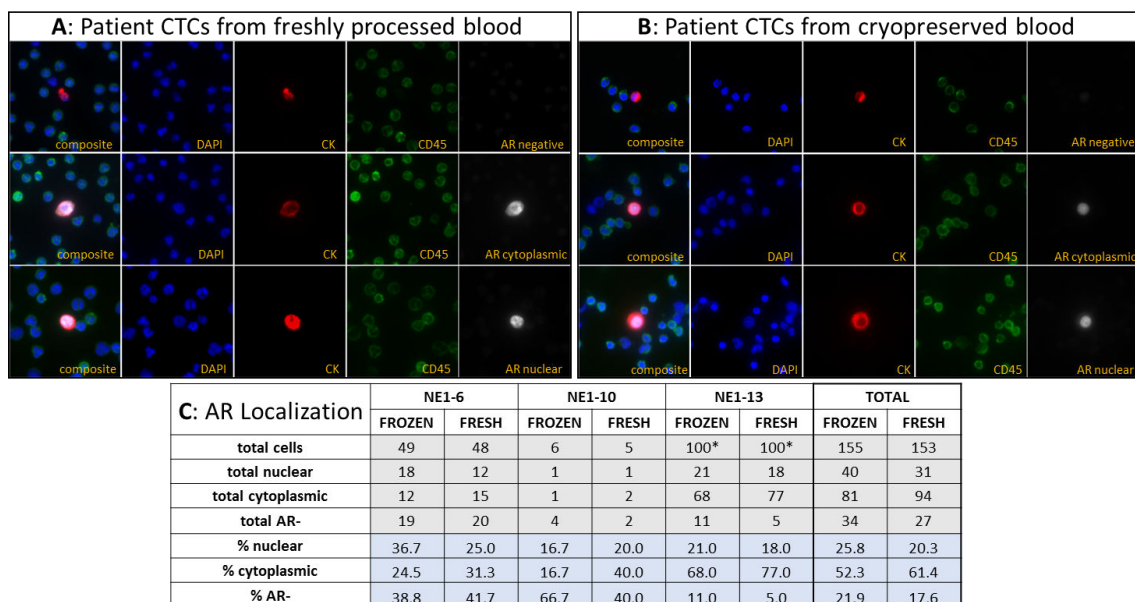 A: Patient CTCs from freshly processed blood
composite DAPI CK CD45 AR negative
composite DAPI CK CD45 AR cytoplasmic
composite DAPI CK CD45 AR nuclear
B: Patient CTCs from cryopreserved blood
composite DAPI CK CD45 AR negative
composite DAPI CK CD45 AR cytoplasmic
composite DAPI CK CD45 AR nuclear
C: AR Localization NE1-6 NE1-10 NE1-13 TOTAL
FROZEN FRESH FROZEN FRESH FROZEN FRESH FROZEN FRESH
total cells 49 48 6 5 100* 100* 155 153
total nuclear 18 12 1 1 21 18 40 31
total cytoplasmic 12 15 1 2 68 77 81 94
total AR- 19 20 4 2 11 5 34 27
% nuclear 36.7 25.0 16.7 20.0 21.0 18.0 25.8 20.3
% cytoplasmic 24.5 31.3 16.7 40.0 68.0 77.0 52.3 61.4
% AR- 38.8 41.7 66.7 40.0 11.0 5.0 21.9 17.6